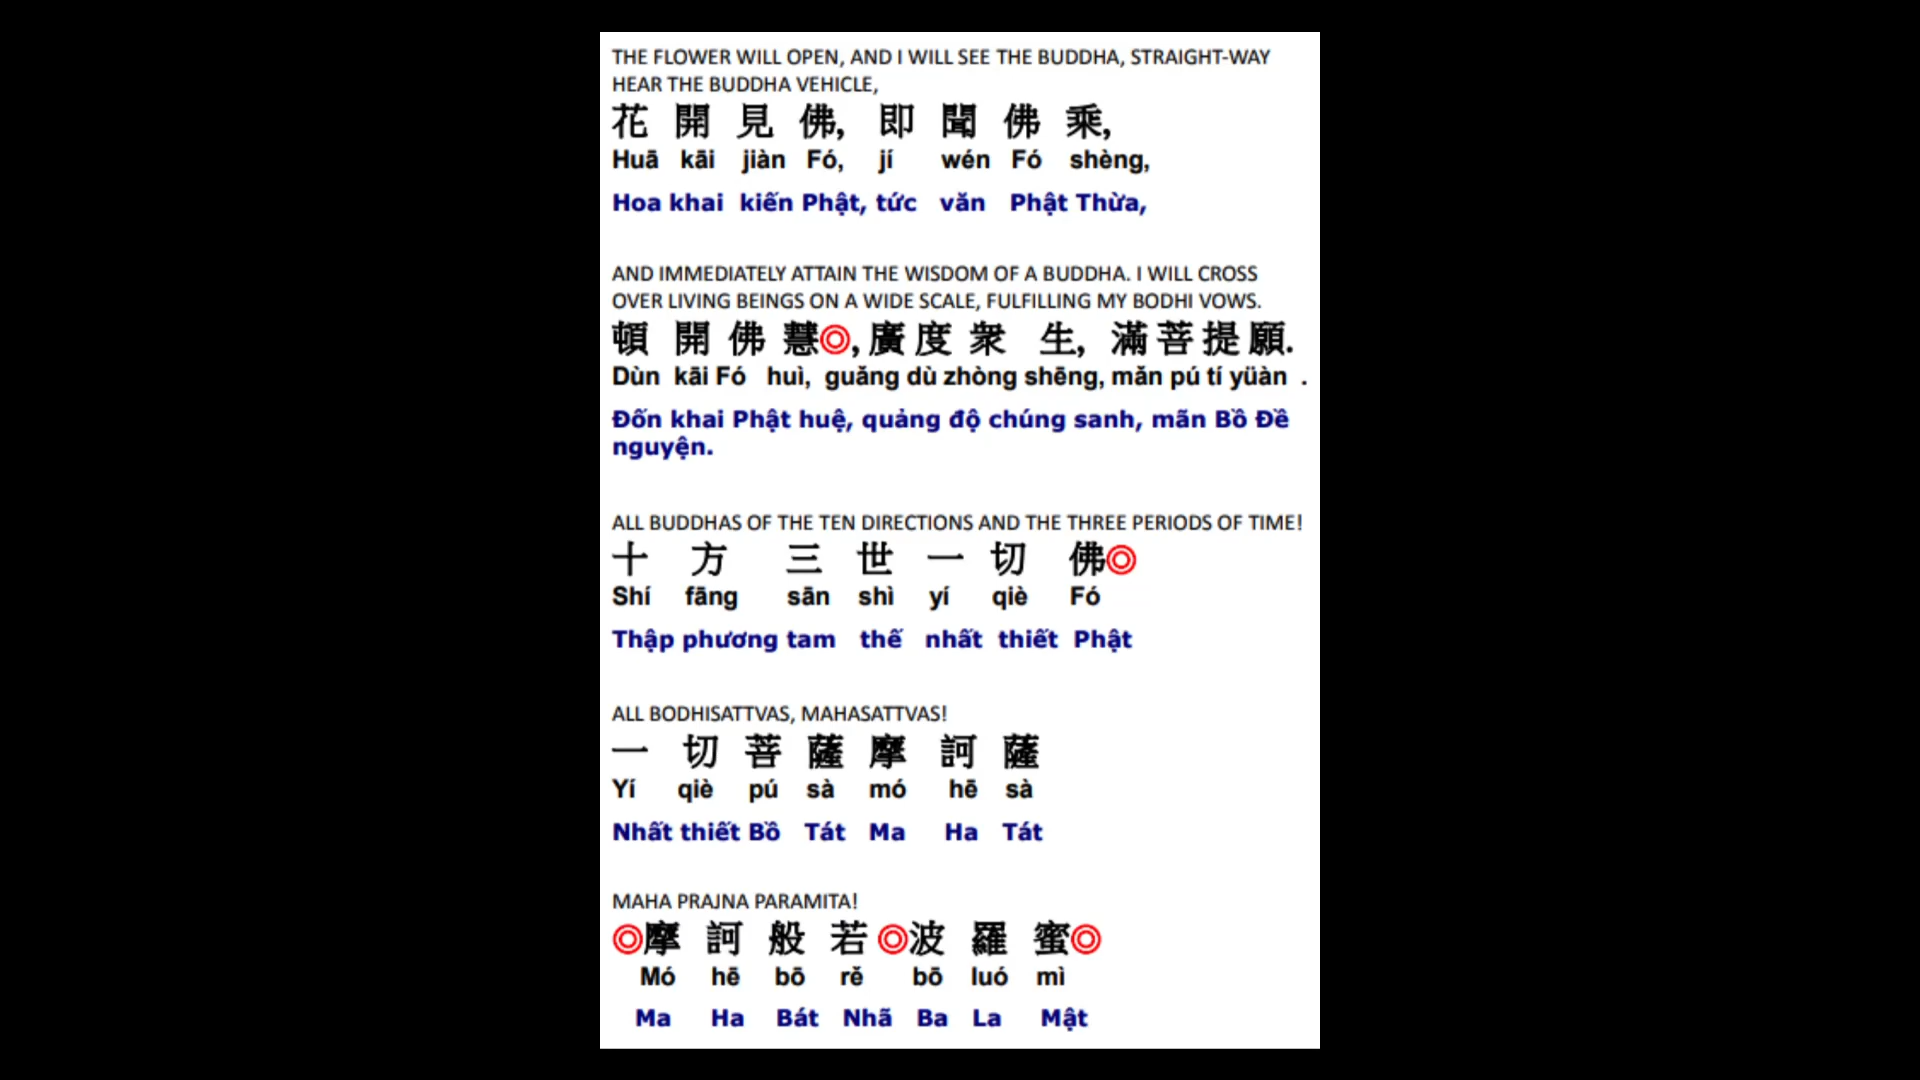 THE FLOWER WILL OPEN, AND I WILL SEE THE BUDDHA, STRAIGHT-WAY
HEAR THE BUDDHA VEHICLE,
花 開 見 佛, 即 聞 佛 乘,
Huā kāi jiàn Fó, jí wén Fó shèng,
Hoa khai kiến Phật, tức văn Phật Thừa,
AND IMMEDIATELY ATTAIN THE WISDOM OF A BUDDHA. I WILL CROSS
OVER LIVING BEINGS ON A WIDE SCALE, FULFILLING MY BODHI VOWS.
頓 開 佛 慧◎, 廣 度 衆 生, 滿 菩 提 願.
Dùn kāi Fó huì, guǎng dù zhòng shēng, mǎn pú tí yüàn .
Đốn khai Phật huệ, quảng độ chúng sanh, mãn Bồ Đề
nguyện.
ALL BUDDHAS OF THE TEN DIRECTIONS AND THE THREE PERIODS OF TIME!
十 方 三 世 一 切 佛◎
Shí fāng sān shì yí qiè Fó
Thập phương tam thế nhất thiết Phật
ALL BODHISATTVAS, MAHASATTVAS!
一 切 菩 薩 摩 訶 薩
Yí qiè pú sà mó hē sà
Nhất thiết Bồ Tát Ma Ha Tát
MAHA PRAJNA PARAMITA!
◎摩 訶 般 若 ◎波 羅 蜜◎
Mó hē bō rě bō luó mì
Ma Ha Bát Nhã Ba La Mật